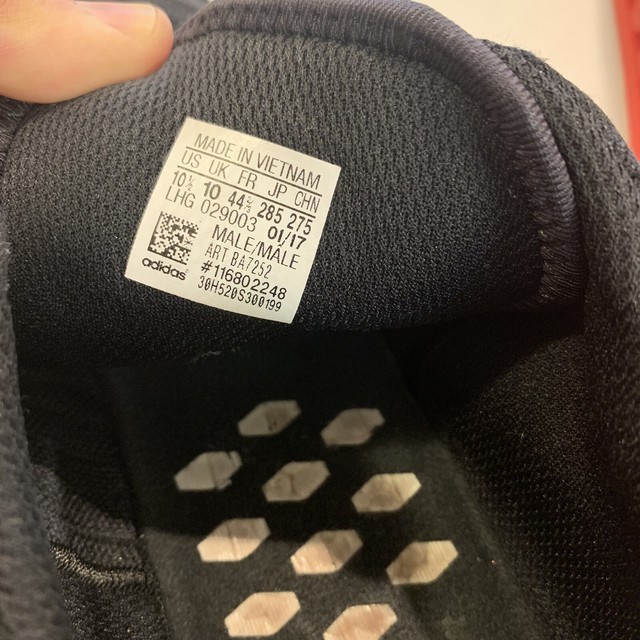 MADE IN VIETNAM
US UK FR JP CHN
10½ 10 44⅔ 285 275
LHG 029003 01/17
MALE/MALE
ART BA7252
#116802248
30H520S300199
adidas